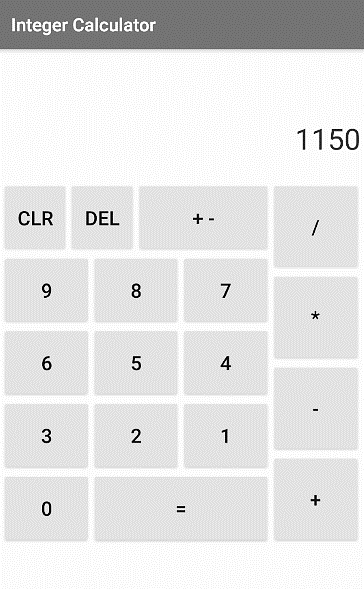 Integer Calculator
1150
CLR DEL + - /
9 8 7
*
6 5 4
-
3 2 1
+
0 =